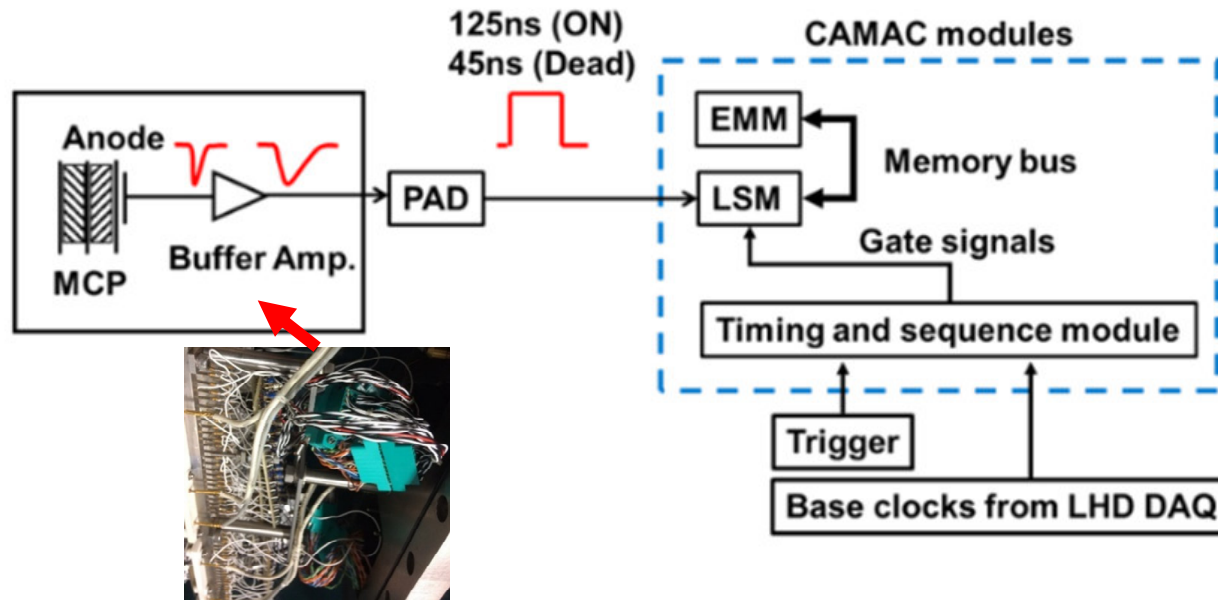 125ns (ON)
45ns (Dead)
CAMAC modules
Anode
EMM
Memory bus
PAD
LSM
Buffer Amp.
MCP
Gate signals
Timing and sequence module
Trigger
Base clocks from LHD DAQ